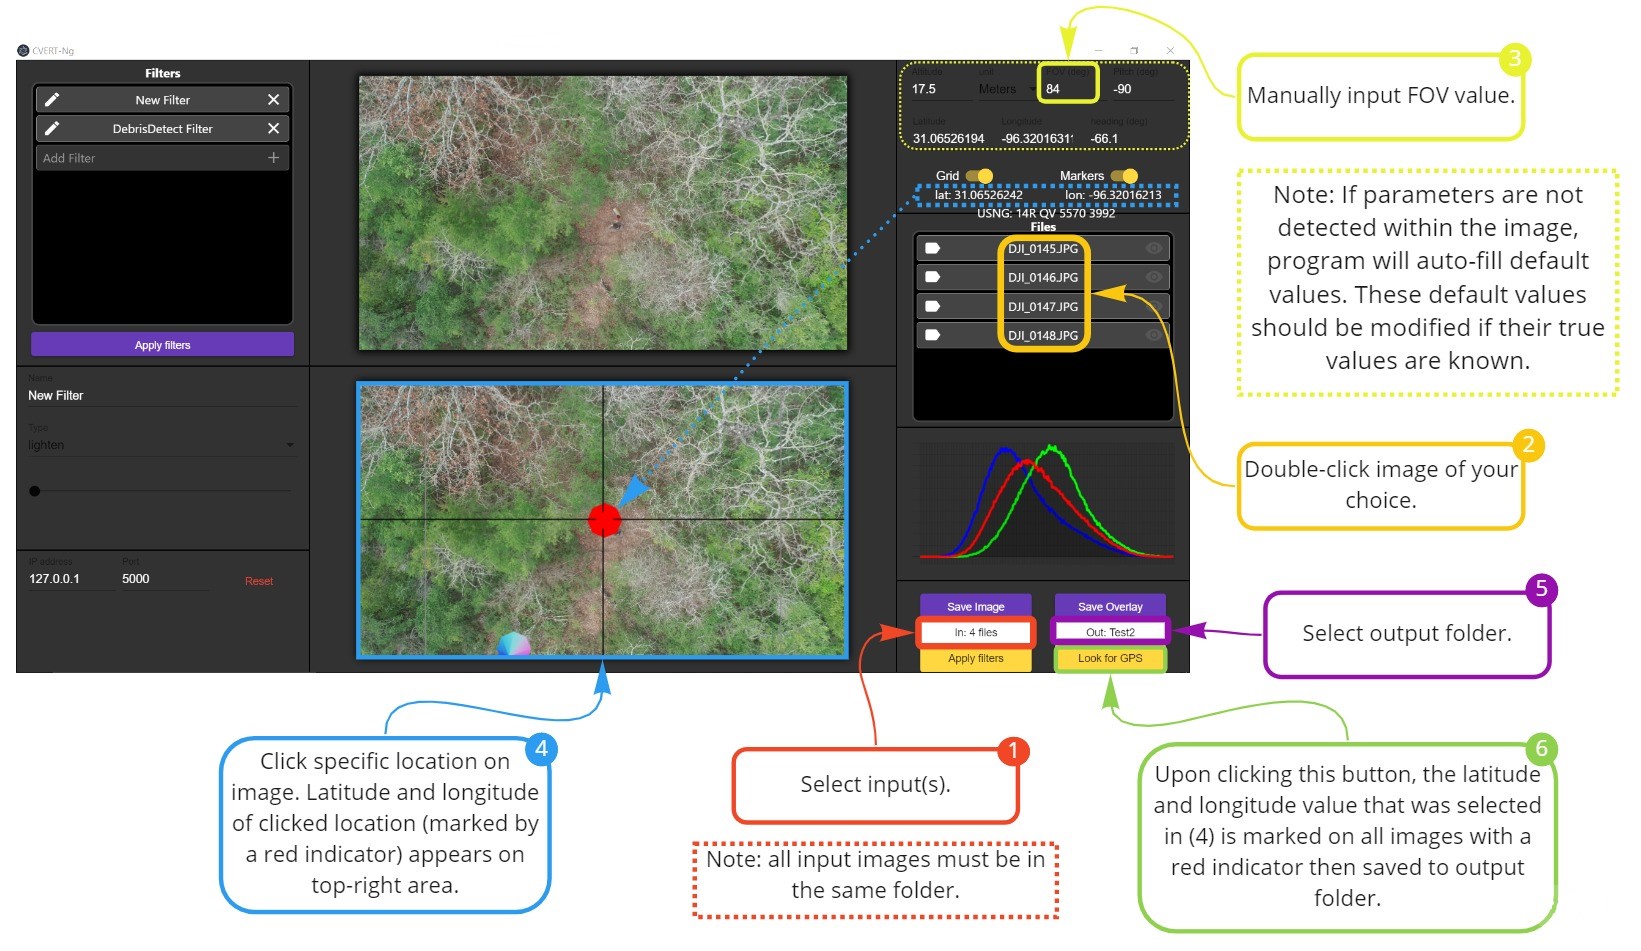 CVERT-Ng
Filters
New Filter
DebrisDetect Filter
Add Filter
Apply filters
Name
New Filter
Type
lighten
IP address
Port
127.0.0.1
5000
Reset
Altitude
unit
FOV (deg)
Pitch (deg)
17.5
Meters
84
-90
Latitude
Longitude
heading (deg)
31.06526194
-96.32016311
-66.1
Grid
Markers
lat: 31.06526242
lon: -96.32016213
USNG: 14R QV 5570 3992
Files
DJI_0145.JPG
DJI_0146.JPG
DJI_0147.JPG
DJI_0148.JPG
Save Image
Save Overlay
In: 4 files
Out: Test2
Apply filters
Look for GPS
3
Manually input FOV value.
Note: If parameters are not
detected within the image,
program will auto-fill default
values. These default values
should be modified if their true
values are known.
2
Double-click image of your
choice.
5
Select output folder.
4
Click specific location on
image. Latitude and longitude
of clicked location (marked by
a red indicator) appears on
top-right area.
1
Select input(s).
Note: all input images must be in
the same folder.
6
Upon clicking this button, the latitude
and longitude value that was selected
in (4) is marked on all images with a
red indicator then saved to output
folder.